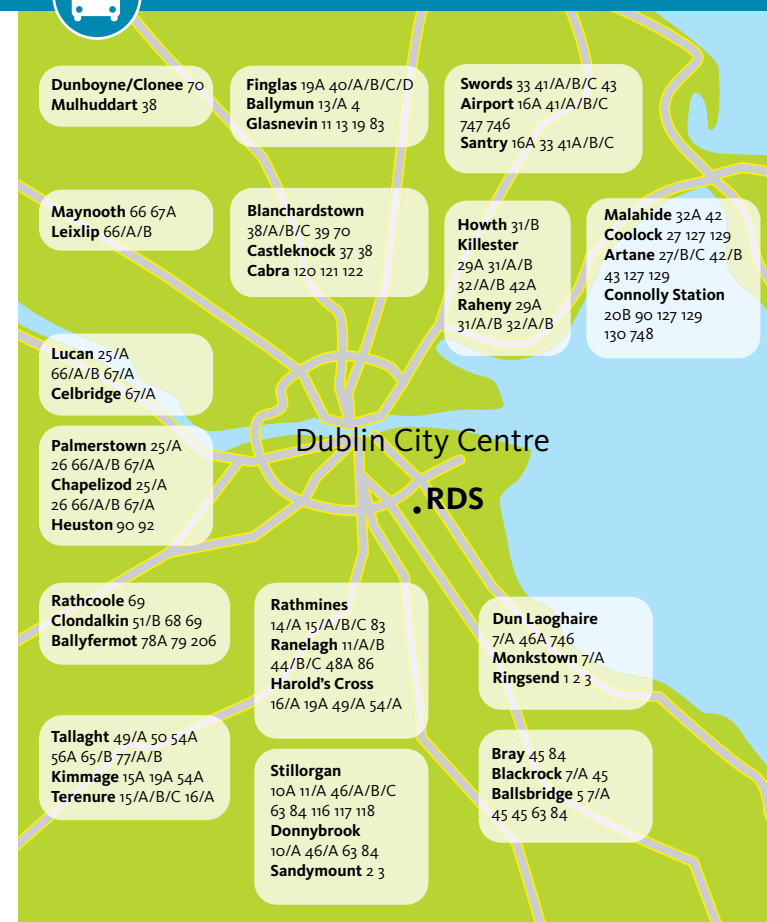 Dunboyne/Clonee 70
Mulhuddart 38
Finglas 19A 40/A/B/C/D
Ballymun 13/A 4
Glasnevin 11 13 19 83
Swords 33 41/A/B/C 43
Airport 16A 41/A/B/C
747 746
Santry 16A 33 41A/B/C
Maynooth 66 67A
Leixlip 66/A/B
Blanchardstown
38/A/B/C 39 70
Castleknock 37 38
Cabra 120 121 122
Howth 31/B
Killester
29A 31/A/B
32/A/B 42A
Raheny 29A
31/A/B 32/A/B
Malahide 32A 42
Coolock 27 127 129
Artane 27/B/C 42/B
43 127 129
Connolly Station
20B 90 127 129
130 748
Lucan 25/A
66/A/B 67/A
Celbridge 67/A
Dublin City Centre
Palmerstown 25/A
26 66/A/B 67/A
Chapelizod 25/A
26 66/A/B 67/A
Heuston 90 92
.RDS
Rathcoole 69
Clondalkin 51/B 68 69
Ballyfermot 78A 79 206
Rathmines
14/A 15/A/B/C 83
Ranelagh 11/A/B
44/B/C 48A 86
Harold's Cross
16/A 19A 49/A 54/A
Dun Laoghaire
7/A 46A 746
Monkstown 7/A
Ringsend 1 2 3
Tallaght 49/A 50 54A
56A 65/B 77/A/B
Kimmage 15A 19A 54A
Terenure 15/A/B/C 16/A
Stillorgan
10A 11/A 46/A/B/C
63 84 116 117 118
Donnybrook
10/A 46/A 63 84
Sandymount 2 3
Bray 45 84
Blackrock 7/A 45
Ballsbridge 5 7/A
45 45 63 84